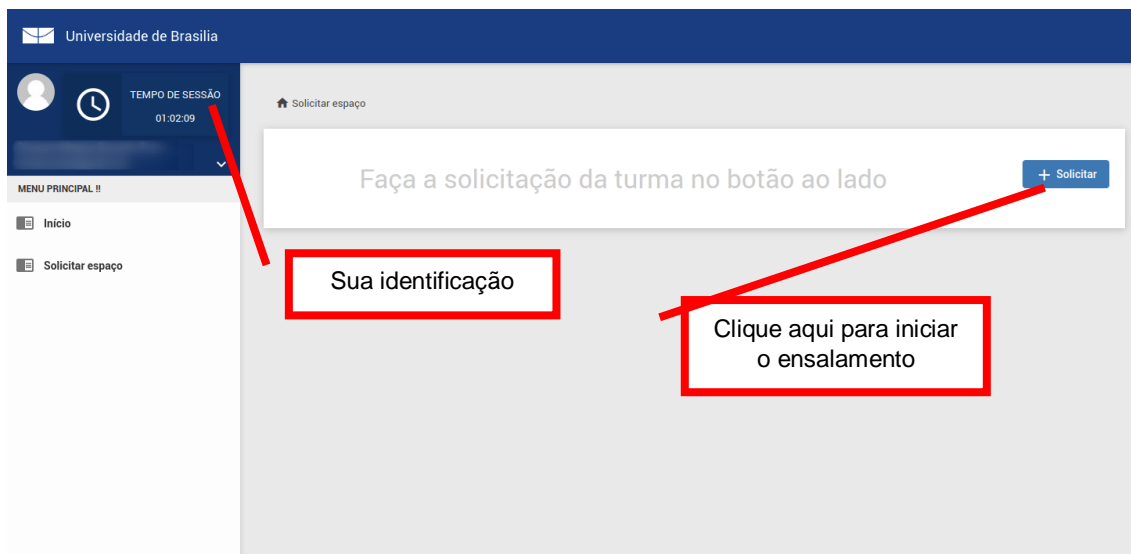 Universidade de Brasilia
TEMPO DE SESSÃO
01:02:09
MENU PRINCIPAL !!
Início
Solicitar espaço
Solicitar espaço
Faça a solicitação da turma no botão ao lado
+ Solicitar
Sua identificação
Clique aqui para iniciar
o ensalamento